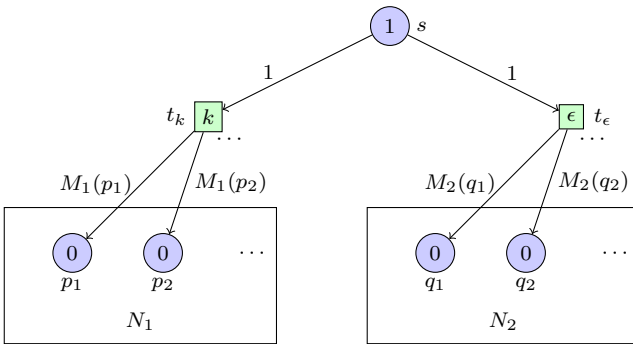 1 s
1 1
t_k k ϵ t_ϵ
... ...
M_1(p_1) M_1(p_2) M_2(q_1) M_2(q_2)
0 0 ... 0 0 ...
p_1 p_2 q_1 q_2
N_1 N_2